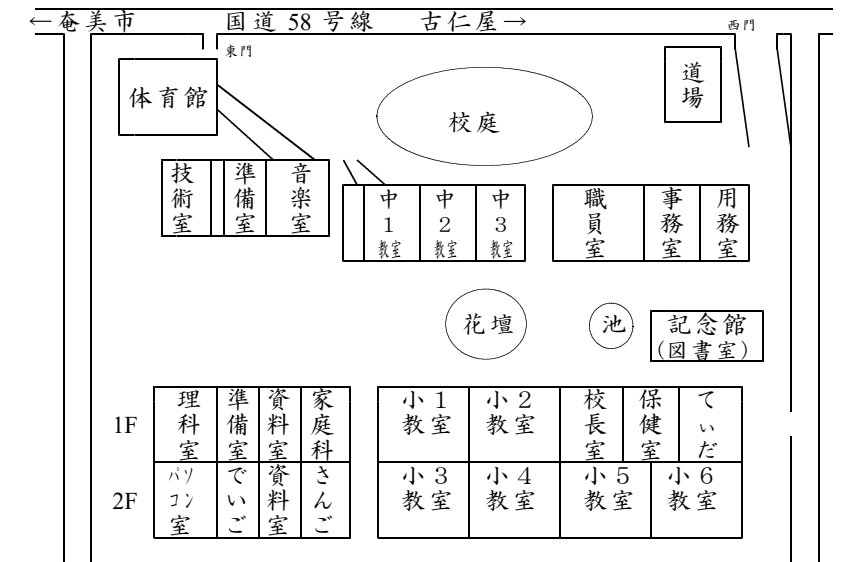 ←奄美市 国道58号線 古仁屋→
東門
西門
体育館
校庭
道場
技術室
準備室
音楽室
中1教室
中2教室
中3教室
職員室
事務室
用務室
花壇
池
記念館
(図書室)
1F
理科室
準備室
資料室
家庭科
小1教室
小2教室
校長室
保健室
てぃだ
2F
パソコン室
でいご
資料室
さんご
小3教室
小4教室
小5教室
小6教室